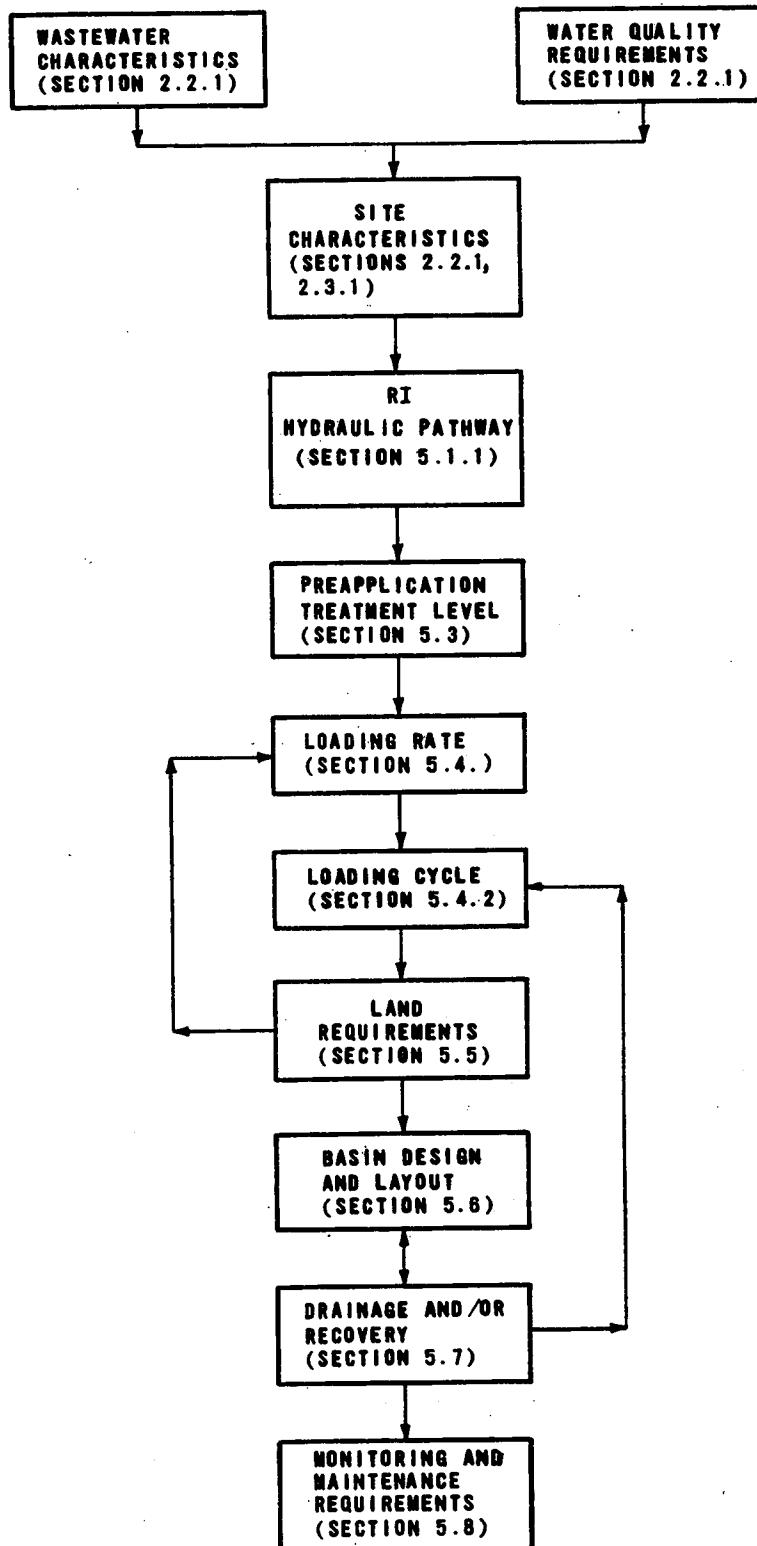 WASTEWATER
CHARACTERISTICS
(SECTION 2.2.1)
WATER QUALITY
REQUIREMENTS
(SECTION 2.2.1)
SITE
CHARACTERISTICS
(SECTIONS 2.2.1,
2.3.1)
RI
HYDRAULIC PATHWAY
(SECTION 5.1.1)
PREAPPLICATION
TREATMENT LEVEL
(SECTION 5.3)
LOADING RATE
(SECTION 5.4.)
LOADING CYCLE
(SECTION 5.4.2)
LAND
REQUIREMENTS
(SECTION 5.5)
BASIN DESIGN
AND LAYOUT
(SECTION 5.6)
DRAINAGE AND/OR
RECOVERY
(SECTION 5.7)
MONITORING AND
MAINTENANCE
REQUIREMENTS
(SECTION 5.8)